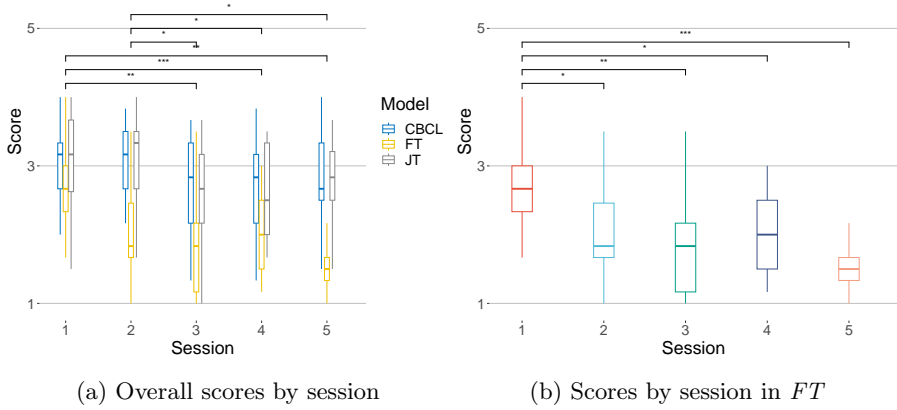 *
*
*
**
***
**
5
3
1
Score
1 2 3 4 5
Session
Model
CBCL
FT
JT
(a) Overall scores by session
***
*
**
*
5
3
1
Score
1 2 3 4 5
Session
(b) Scores by session in FT